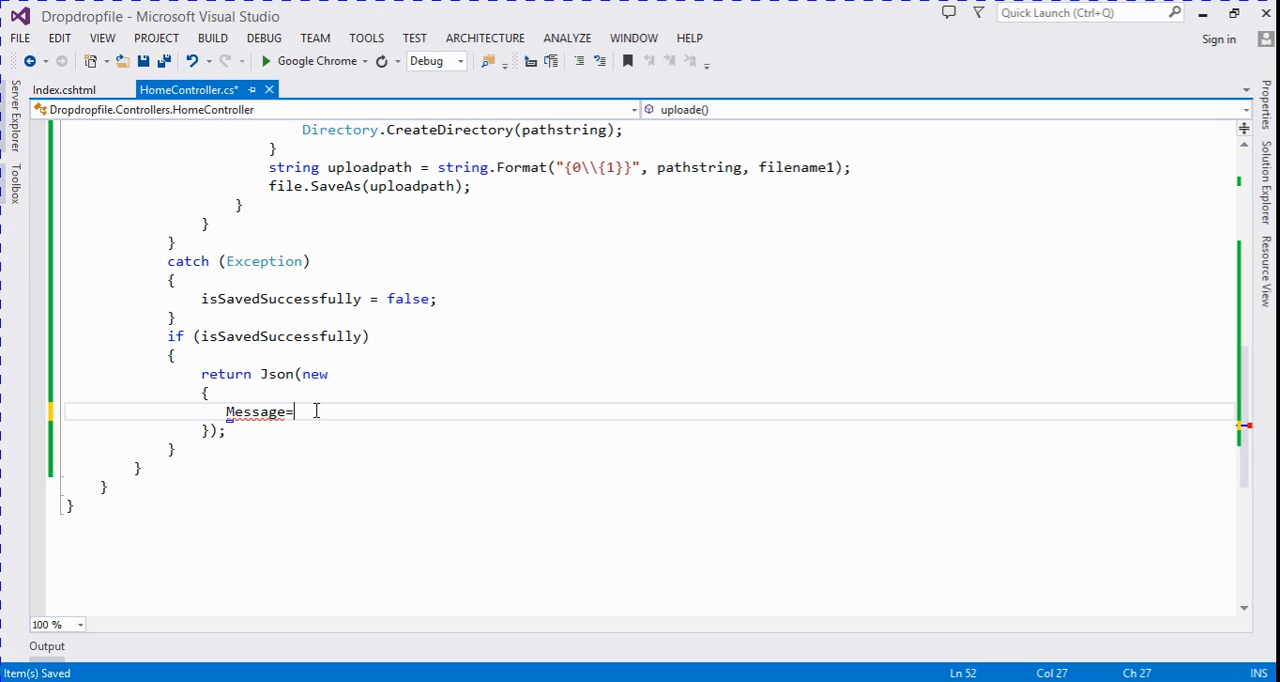 Dropdropfile - Microsoft Visual Studio
Quick Launch (Ctrl+Q)
FILE EDIT VIEW PROJECT BUILD DEBUG TEAM TOOLS TEST ARCHITECTURE ANALYZE WINDOW HELP
Sign in
Google Chrome
Debug
Server Explorer
Toolbox
Index.cshtml
HomeController.cs*
Dropdropfile.Controllers.HomeController
uploade()
Properties
Solution Explorer
Resource View
Directory.CreateDirectory(pathstring);
}
string uploadpath = string.Format("{0\\{1}}", pathstring, filename1);
file.SaveAs(uploadpath);
}
}
}
catch (Exception)
{
isSavedSuccessfully = false;
}
if (isSavedSuccessfully)
{
return Json(new
{
Message=
});
}
}
}
}
100 %
Output
Item(s) Saved
Ln 52
Col 27
Ch 27
INS